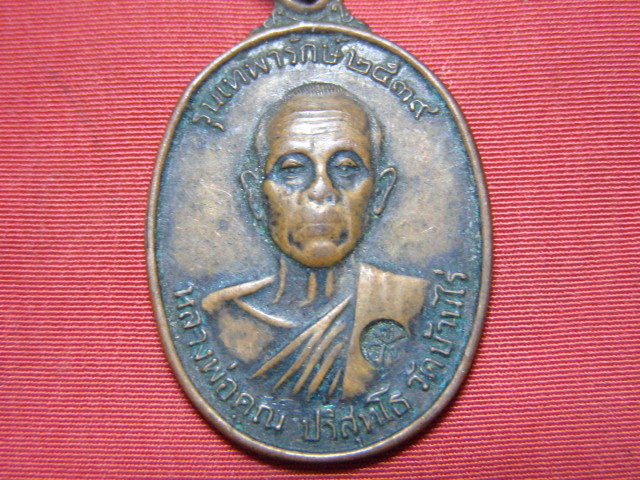 รุ่นเทพารักษ์ ๒๕๓๙
หลวงพ่อคูณ ปริสุทฺโธ วัดบ้านไร่